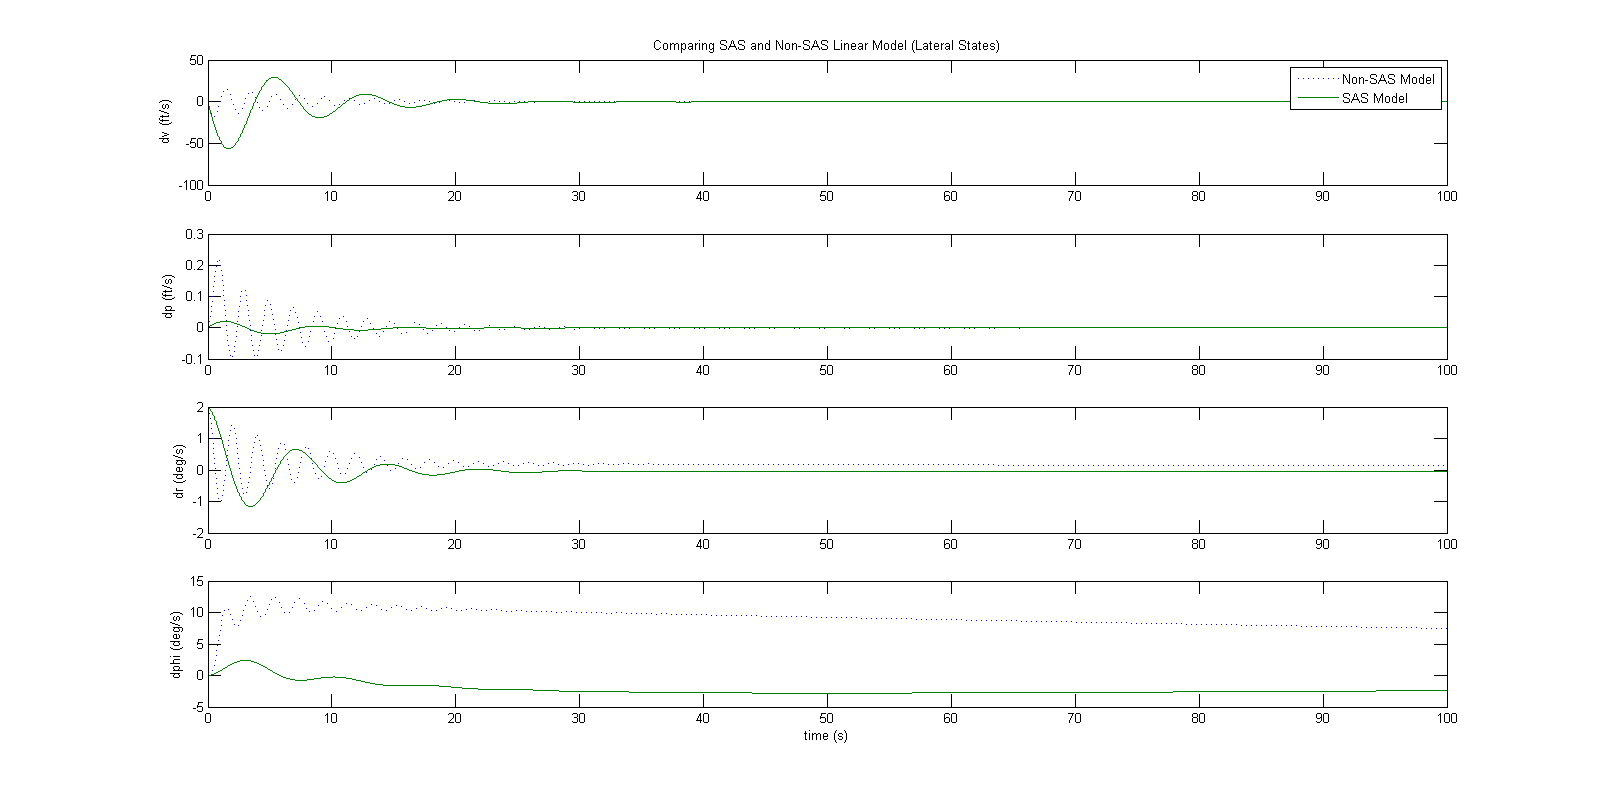 Comparing SAS and Non-SAS Linear Model (Lateral States)
50
0
-50
-100
dv (ft/s)
Non-SAS Model
SAS Model
0 10 20 30 40 50 60 70 80 90 100
0.3
0.2
0.1
0
-0.1
dp (ft/s)
0 10 20 30 40 50 60 70 80 90 100
2
1
0
-1
-2
dr (deg/s)
0 10 20 30 40 50 60 70 80 90 100
15
10
5
0
-5
dphi (deg/s)
0 10 20 30 40 50 60 70 80 90 100
time (s)